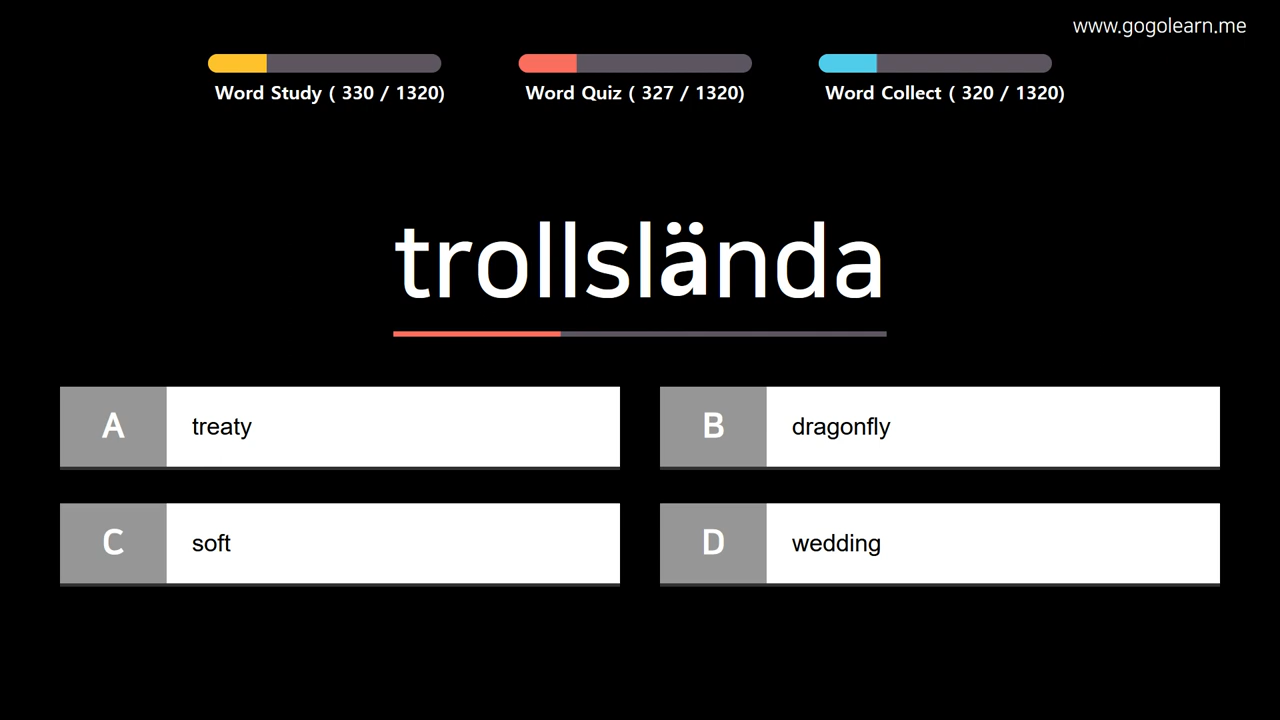 www.gogolearn.me
Word Study ( 330 / 1320)
Word Quiz ( 327 / 1320)
Word Collect ( 320 / 1320)
trollslända
A treaty
B dragonfly
C soft
D wedding